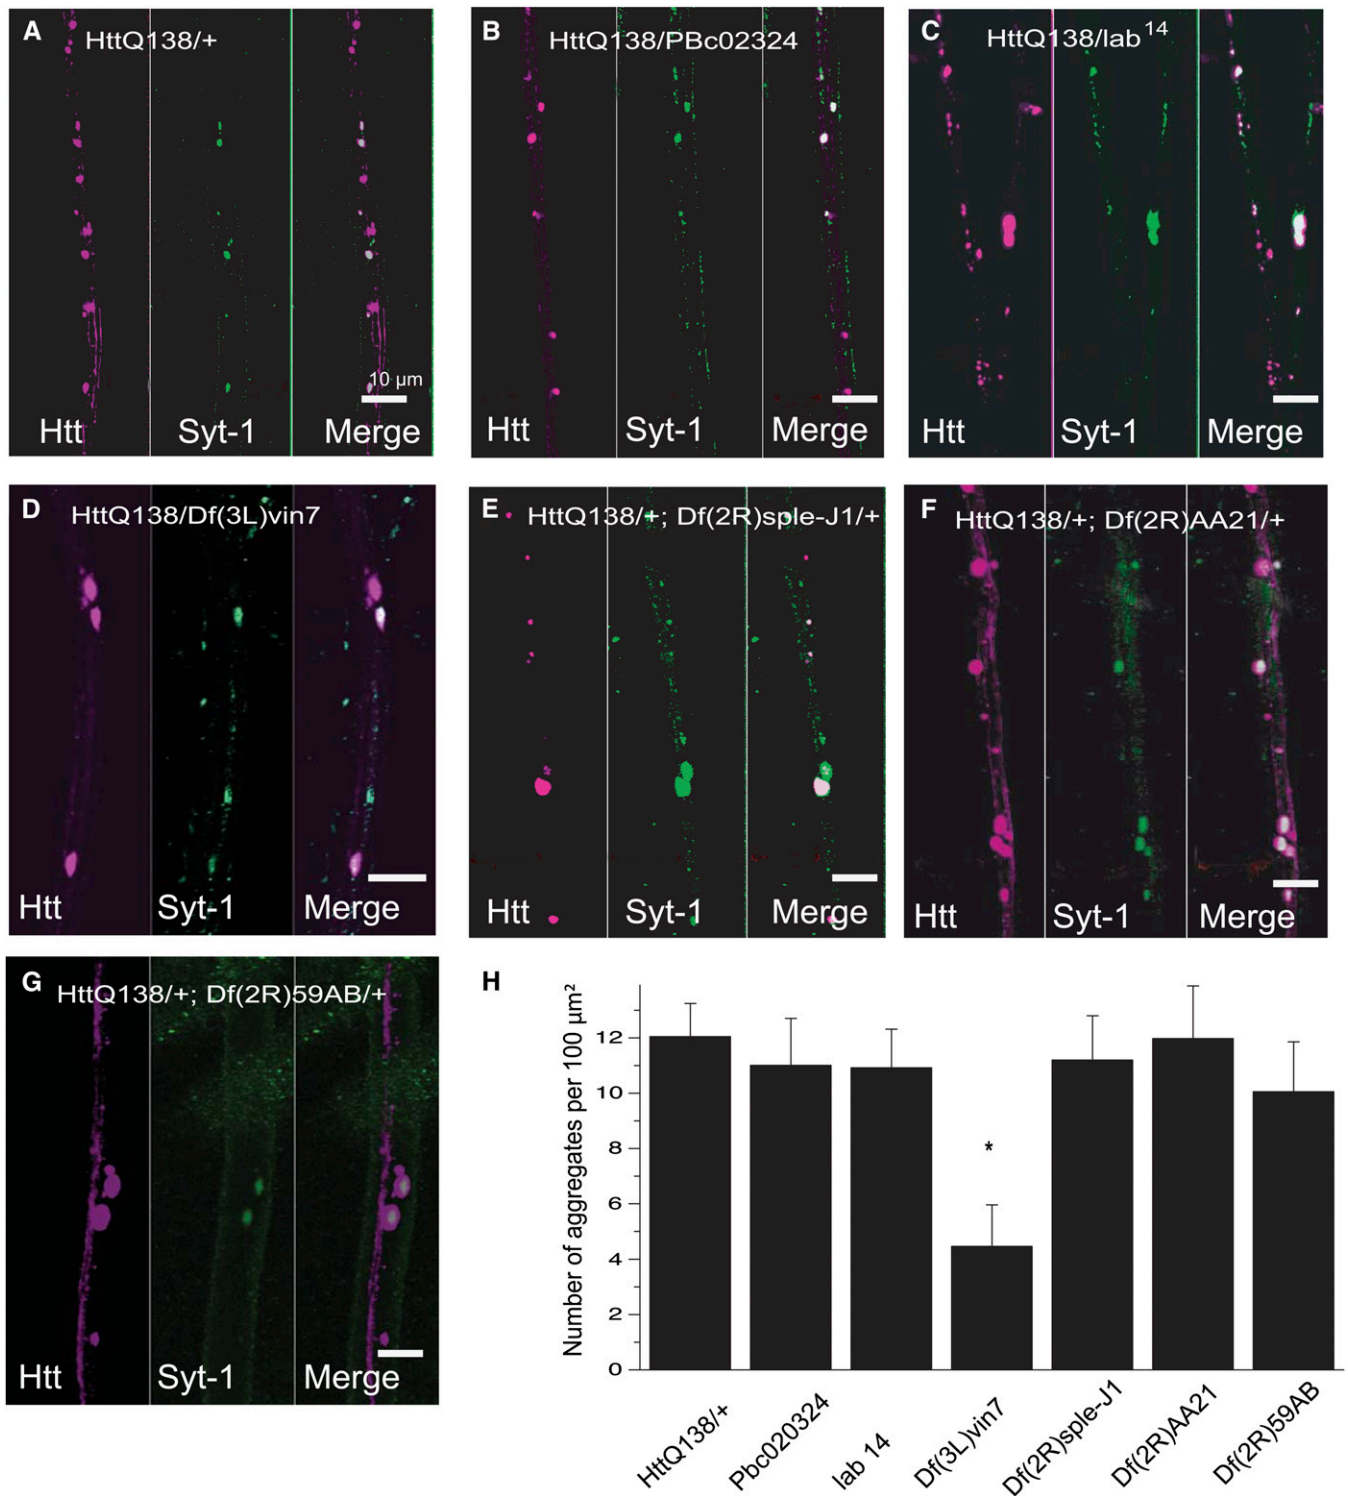 A
HttQ138/+
10 µm
Htt
Syt-1
Merge
B
HttQ138/PBc02324
Htt
Syt-1
Merge
C
HttQ138/lab14
Htt
Syt-1
Merge
D
HttQ138/Df(3L)vin7
Htt
Syt-1
Merge
E
HttQ138/+; Df(2R)sple-J1/+
Htt
Syt-1
Merge
F
HttQ138/+; Df(2R)AA21/+
Htt
Syt-1
Merge
G
HttQ138/+; Df(2R)59AB/+
Htt
Syt-1
Merge
H
Number of aggregates per 100 µm²
12
10
8
6
4
2
0
*
HttQ138/+
Pbc020324
lab 14
Df(3L)vin7
Df(2R)sple-J1
Df(2R)AA21
Df(2R)59AB